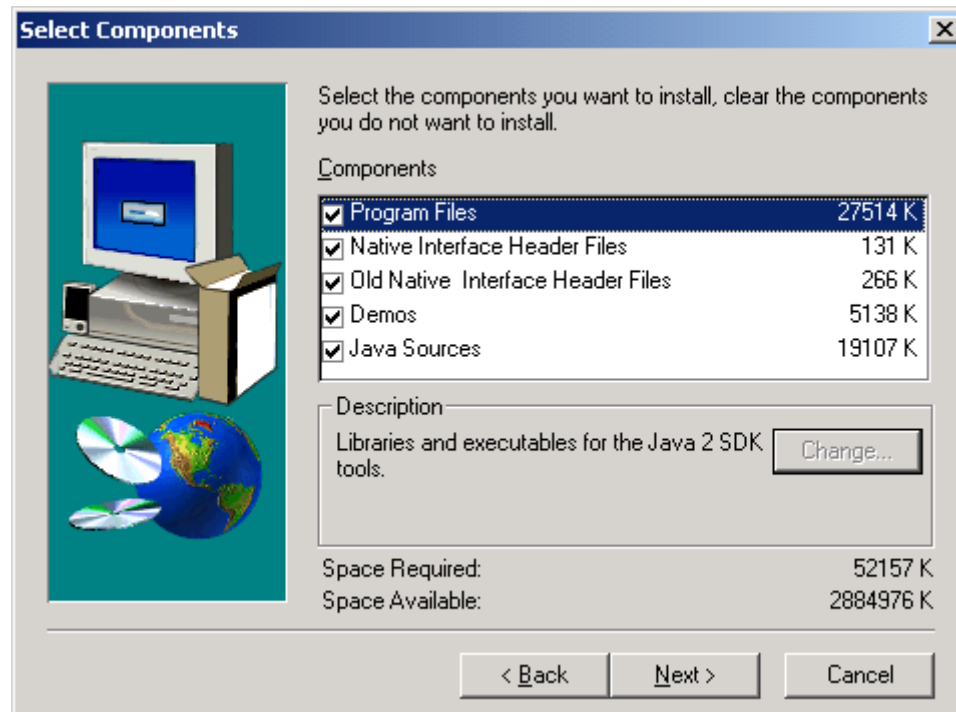 Select Components
Select the components you want to install, clear the components
you do not want to install.
Components
Program Files 27514 K
Native Interface Header Files 131 K
Old Native  Interface Header Files 266 K
Demos 5138 K
Java Sources 19107 K
Description
Libraries and executables for the Java 2 SDK
tools.
Change...
Space Required: 52157 K
Space Available: 2884976 K
< Back Next > Cancel